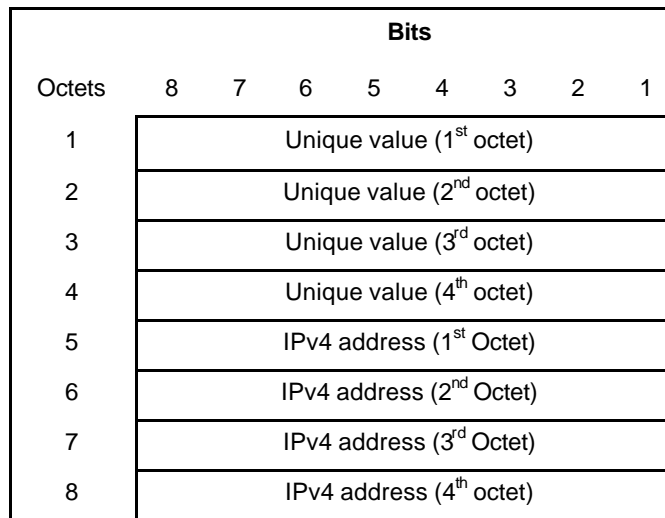 Bits
Octets 8 7 6 5 4 3 2 1
1 Unique value (1st octet)
2 Unique value (2nd octet)
3 Unique value (3rd octet)
4 Unique value (4th octet)
5 IPv4 address (1st Octet)
6 IPv4 address (2nd Octet)
7 IPv4 address (3rd Octet)
8 IPv4 address (4th octet)